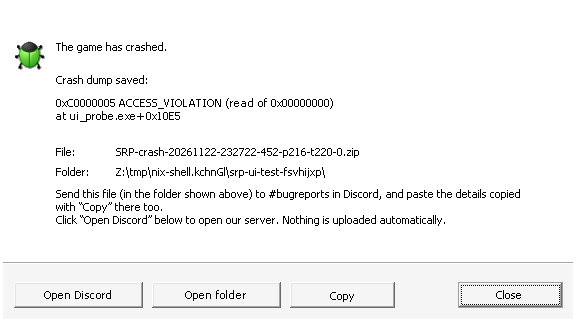 The game has crashed.
Crash dump saved:
0xC0000005 ACCESS_VIOLATION (read of 0x00000000)
at ui_probe.exe+0x10E5
File: SRP-crash-20261122-232722-452-p216-t220-0.zip
Folder: Z:\tmp\nix-shell.kchnGl\srp-ui-test-fsvhijxp\
Send this file (in the folder shown above) to #bugreports in Discord, and paste the details copied
with “Copy” there too.
Click “Open Discord” below to open our server. Nothing is uploaded automatically.
Open Discord Open folder Copy Close